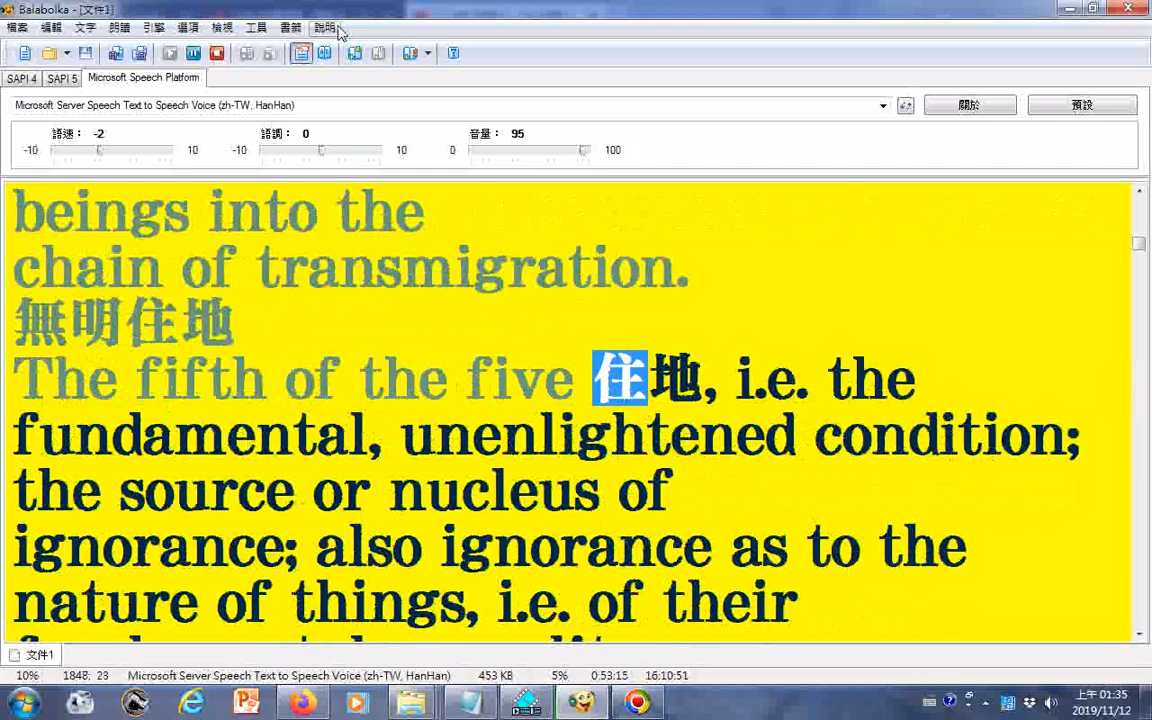 Balabolka - [文件1]
檔案 編輯 文字 朗讀 引擎 選項 檢視 工具 書籤 說明
SAPI 4 SAPI 5 Microsoft Speech Platform
Microsoft Server Speech Text to Speech Voice (zh-TW, HanHan) 關於 預設
語速： -2 語調： 0 音量： 95
-10 10 -10 10 0 100
beings into the
chain of transmigration.
無明住地
The fifth of the five 住地, i.e. the
fundamental, unenlightened condition;
the source or nucleus of
ignorance; also ignorance as to the
nature of things, i.e. of their
文件1
10% 1848: 23 Microsoft Server Speech Text to Speech Voice (zh-TW, HanHan) 453 KB 5% 0:53:15 16:10:51
上午 01:35
2019/11/12